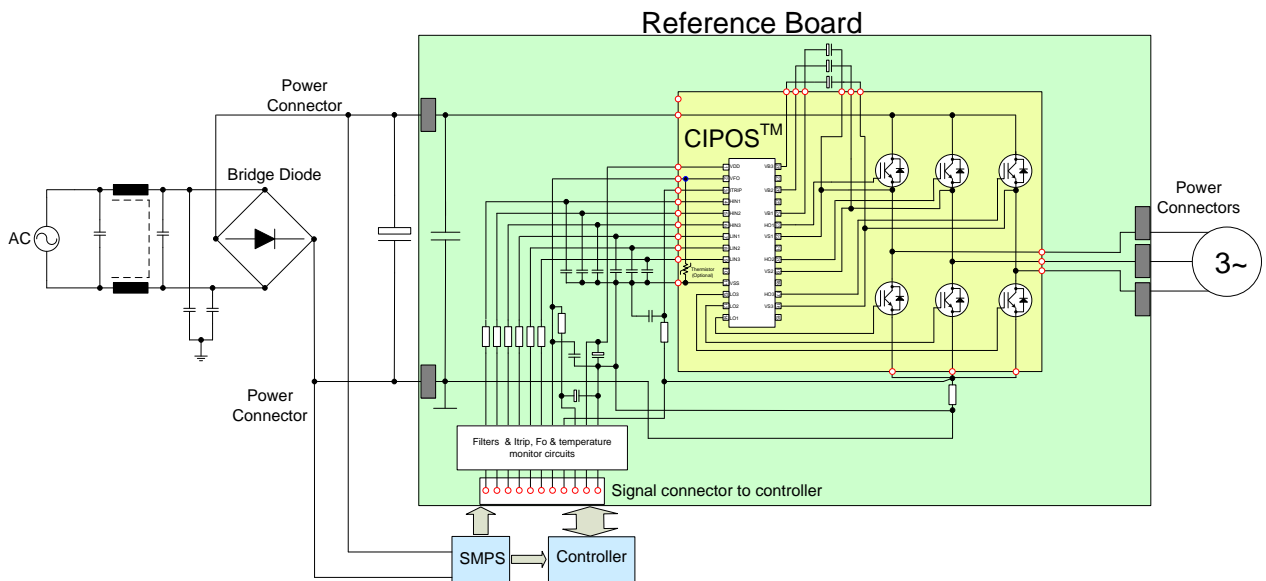 Reference Board
Power
Connector
CIPOS™
Bridge Diode
AC
VDD
VFO
ITRIP
HIN1
HIN2
HIN3
LIN1
LIN2
LIN3
VSS
LO3
LO2
LO1
VB3
VB2
VB1
HO1
VS1
HO2
VS2
HO3
VS3
Thermistor
(Optional)
Power
Connectors
3~
Power
Connector
Filters & Itrip, Fo & temperature
monitor circuits
Signal connector to controller
SMPS
Controller